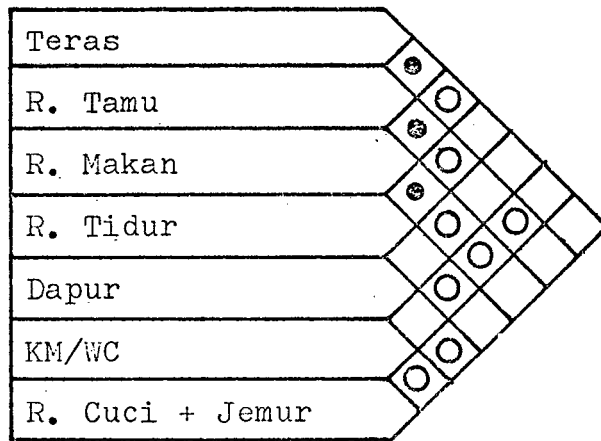 Teras
R. Tamu
R. Makan
R. Tidur
Dapur
KM/WC
R. Cuci + Jemur